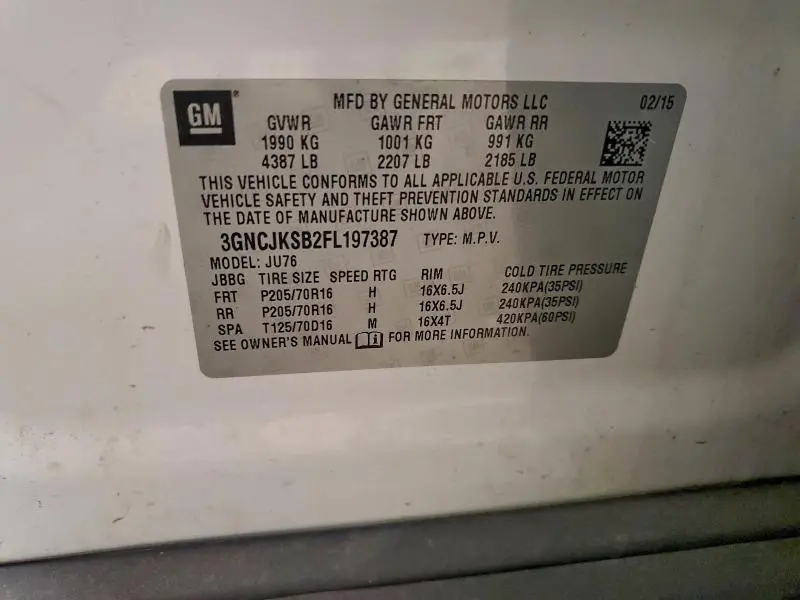 GM ®
MFD BY GENERAL MOTORS LLC 02/15
GVWR GAWR FRT GAWR RR
1990 KG 1001 KG 991 KG
4387 LB 2207 LB 2185 LB
THIS VEHICLE CONFORMS TO ALL APPLICABLE U.S. FEDERAL MOTOR
VEHICLE SAFETY AND THEFT PREVENTION STANDARDS IN EFFECT ON
THE DATE OF MANUFACTURE SHOWN ABOVE.
3GNCJKSB2FL197387 TYPE: M.P.V.
MODEL: JU76
JBBG TIRE SIZE SPEED RTG RIM COLD TIRE PRESSURE
FRT P205/70R16 H 16X6.5J 240KPA(35PSI)
RR P205/70R16 H 16X6.5J 240KPA(35PSI)
SPA T125/70D16 M 16X4T 420KPA(60PSI)
SEE OWNER'S MANUAL FOR MORE INFORMATION.